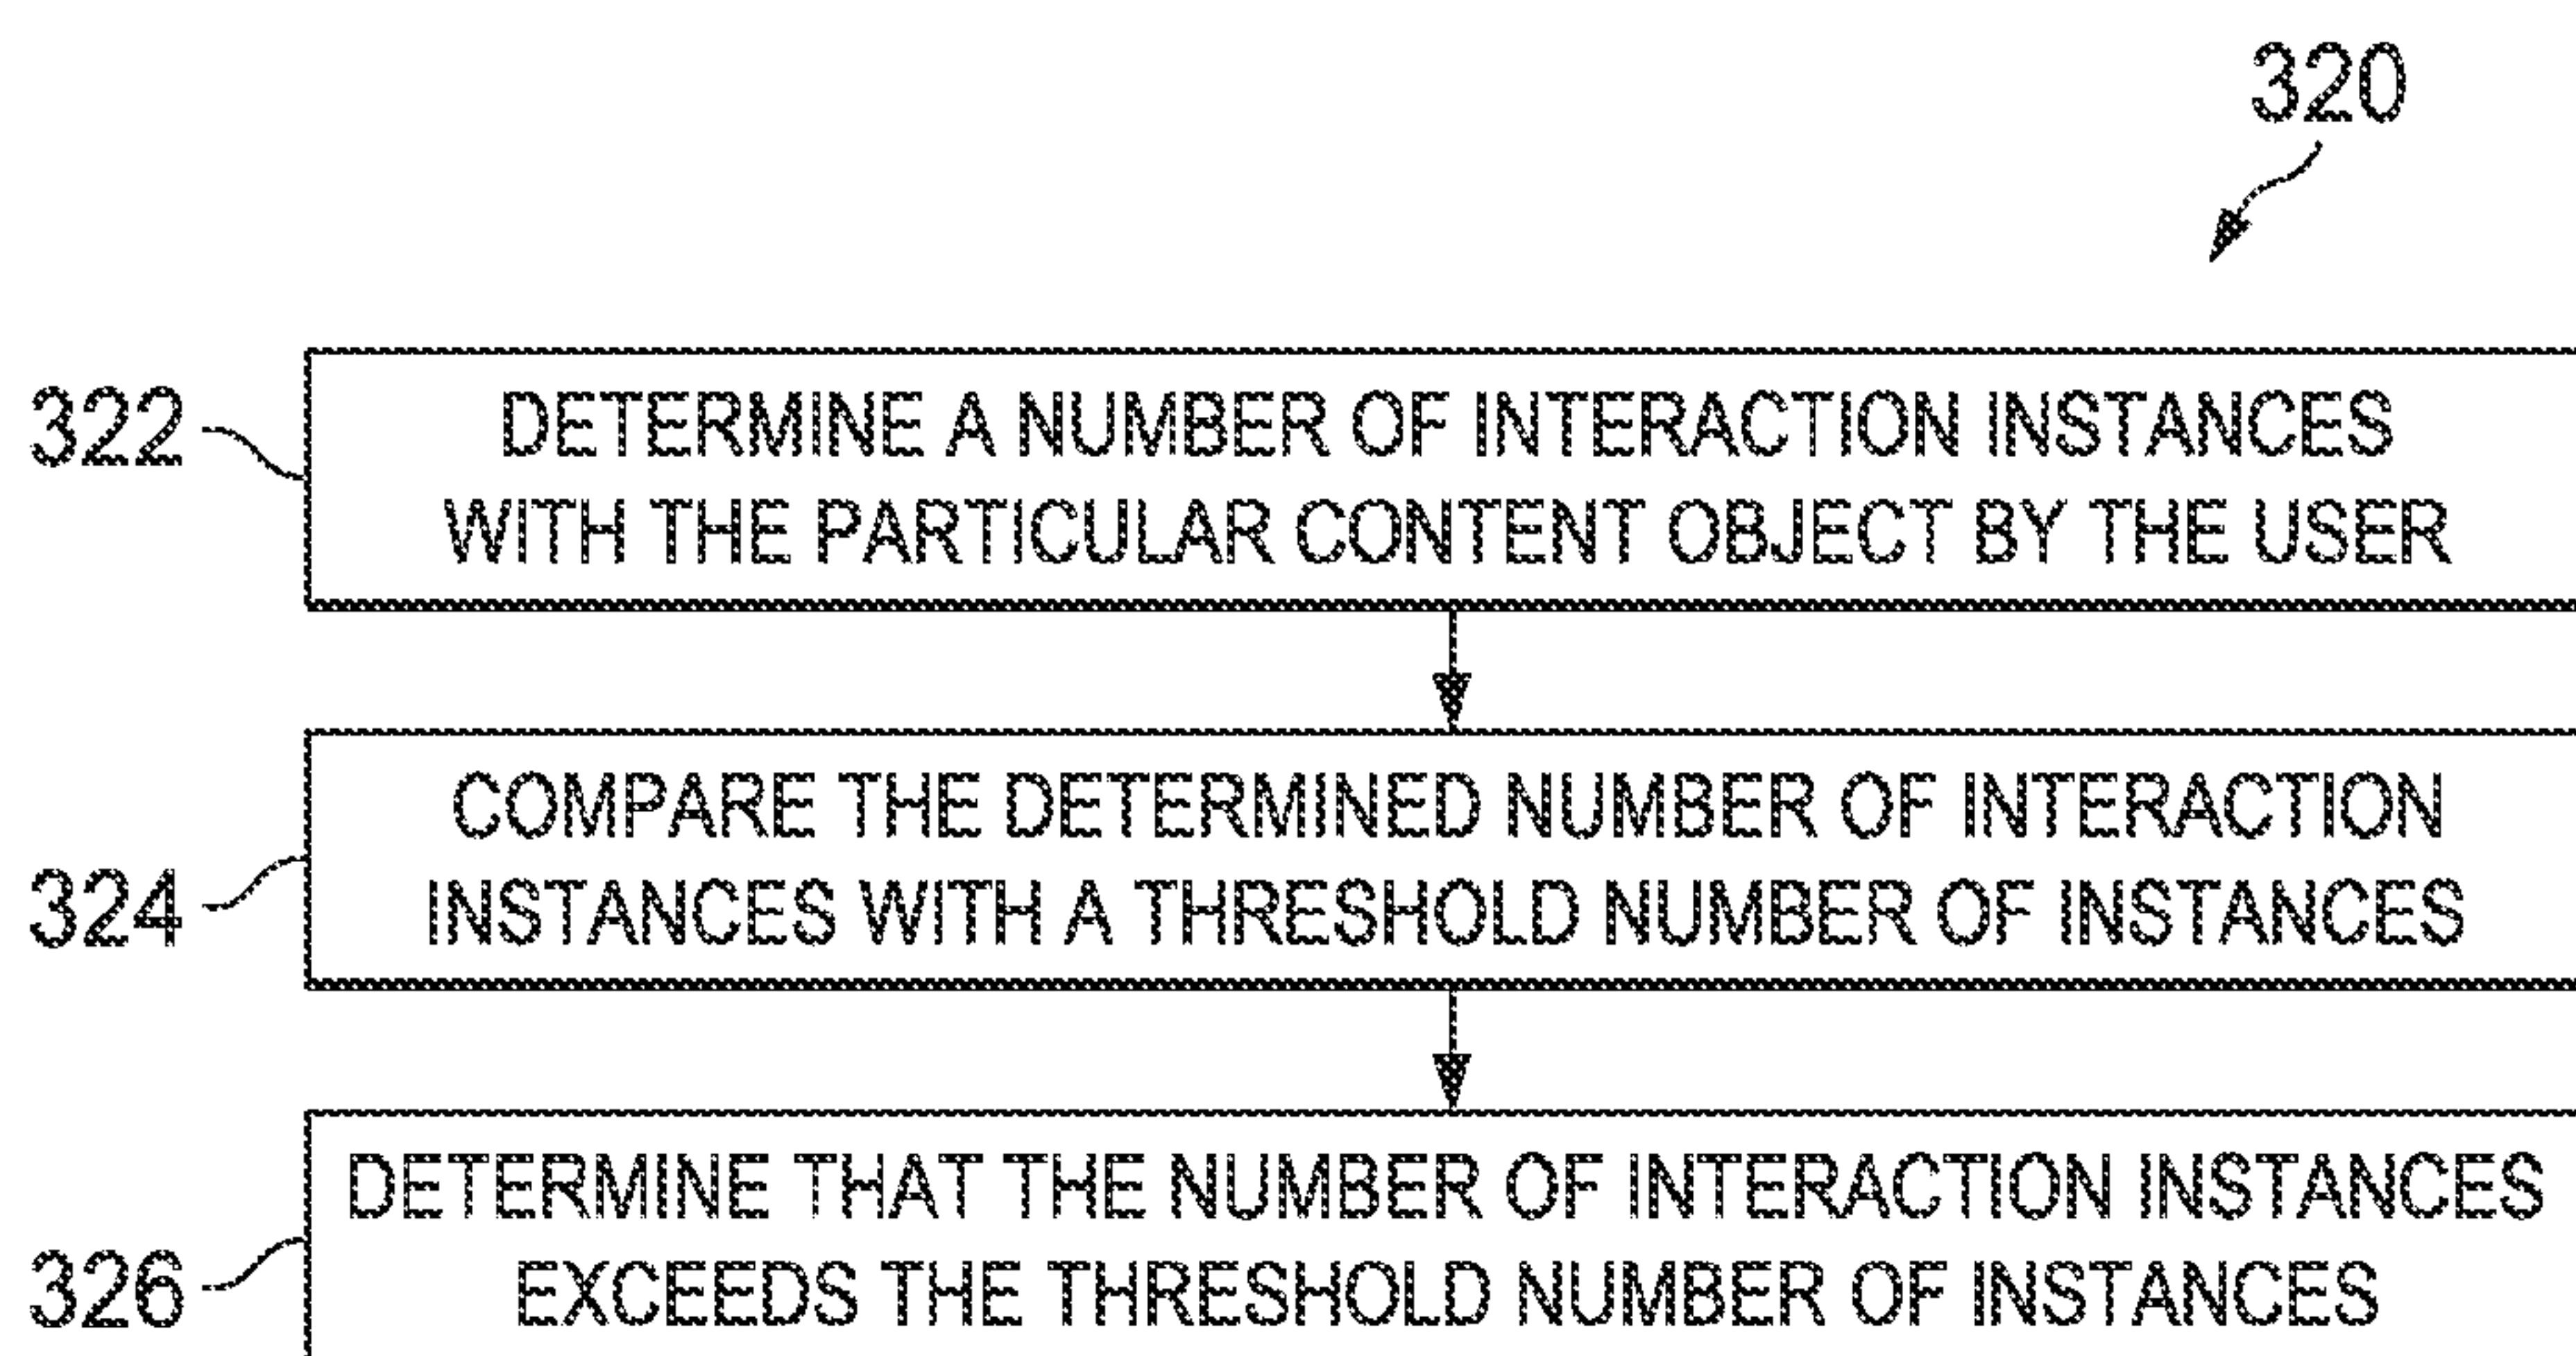 320
322
DETERMINE A NUMBER OF INTERACTION INSTANCES
WITH THE PARTICULAR CONTENT OBJECT BY THE USER
324
COMPARE THE DETERMINED NUMBER OF INTERACTION
INSTANCES WITH A THRESHOLD NUMBER OF INSTANCES
326
DETERMINE THAT THE NUMBER OF INTERACTION INSTANCES
EXCEEDS THE THRESHOLD NUMBER OF INSTANCES